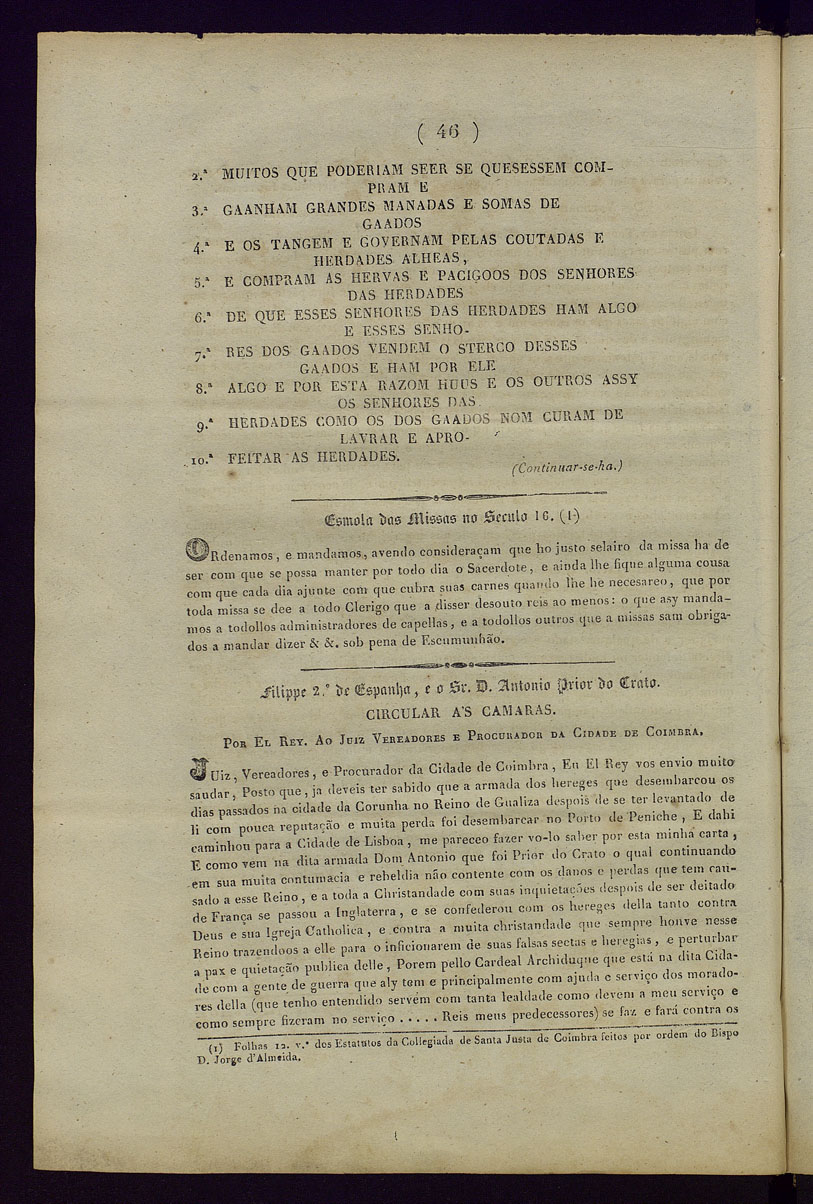 ( 46 )
2.ª MUITOS QUE PODERIAM SEER SE QUESESSEM COM-
PRAM E
3.ª GAANHAM GRANDES MANADAS E SOMAS DE
GAADOS
4.ª E OS TANGEM E GOVERNAM PELAS COUTADAS E
HERDADES ALHEAS,
5.ª E COMPRAM AS HERVAS E PACIGOOS DOS SENHORES
DAS HERDADES
6.ª DE QUE ESSES SENHORES DAS HERDADES HAM ALGO
E ESSES SENHO-
7.ª RES DOS GAADOS VENDEM O STERCO DESSES
GAADOS E HAM POR ELE
8.ª ALGO E POR ESTA RAZOM HUUS E OS OUTROS ASSY
OS SENHORES DAS
9.ª HERDADES COMO OS DOS GAADOS NOM CURAM DE
LAVRAR E APRO-
10.ª FEITAR AS HERDADES.
(Continuar-se-ha.)
Esmola das Missas no Seculo 16. (1)
ORdenamos, e mandamos, avendo consideraçam que ho justo selairo da missa ha de
ser com que se possa manter por todo dia o Sacerdote, e ainda lhe fique alguma cousa
com que cada dia ajunte com que cubra suas carnes quando lhe he necesareo, que por
toda missa se dee a todo Clerigo que a disser desouto reis ao menos: o que asy manda-
mos a todollos administradores de capellas, e a todollos outros que a missas sam obriga-
dos a mandar dizer & &. sob pena de Escumunhão.
Filippe 2.º de Espanha, e o Sr. D. Antonio Prior do Crato.
CIRCULAR A'S CAMARAS.
POR EL REY. AO JUIZ VEREADORES E PROCURADOR DA CIDADE DE COIMBRA.
JUiz, Vereadores, e Procurador da Cidade de Coimbra, Eu El Rey vos envio muito
saudar, Posto que, ja deveis ter sabido que a armada dos hereges que desembarcou os
dias passados na cidade da Corunha no Reino de Gualiza despois de se ter levantado de
li com pouca reputação e muita perda foi desembarcar no Porto de Peniche, E dahi
caminhou para a Cidade de Lisboa, me pareceo fazer vo-lo saber por esta minha carta,
E como vem na dita armada Dom Antonio que foi Prior do Crato o qual continuando
em sua muita contumacia e rebeldia não contente com os danos e perdas que tem cau-
sado a esse Reino, e a toda a Christandade com suas inquietacões despois de ser deitado
de França se passou a Inglaterra, e se confederou com os hereges della tanto contra
Deus e sua Igreja Catholica, e contra a muita christandade que sempre houve nesse
Reino trazendoos a elle para o inficionarem de suas falsas sectas e heregias, e perturbar
a pax e quietação publica delle, Porem pello Cardeal Archiduque que está na dita Cida-
de com a gente de guerra que aly tem e principalmente com ajuda e serviço dos morado-
res della (que tenho entendido servem com tanta lealdade como devem a meu serviço e
como sempre fizeram no serviço . . . . . Reis meus predecessores) se faz e fará contra os
(1) Folhas 12. v.º dos Estatutos da Collegiada de Santa Justa de Coimbra feitos por ordem do Bispo
D. Jorge d'Almeida.